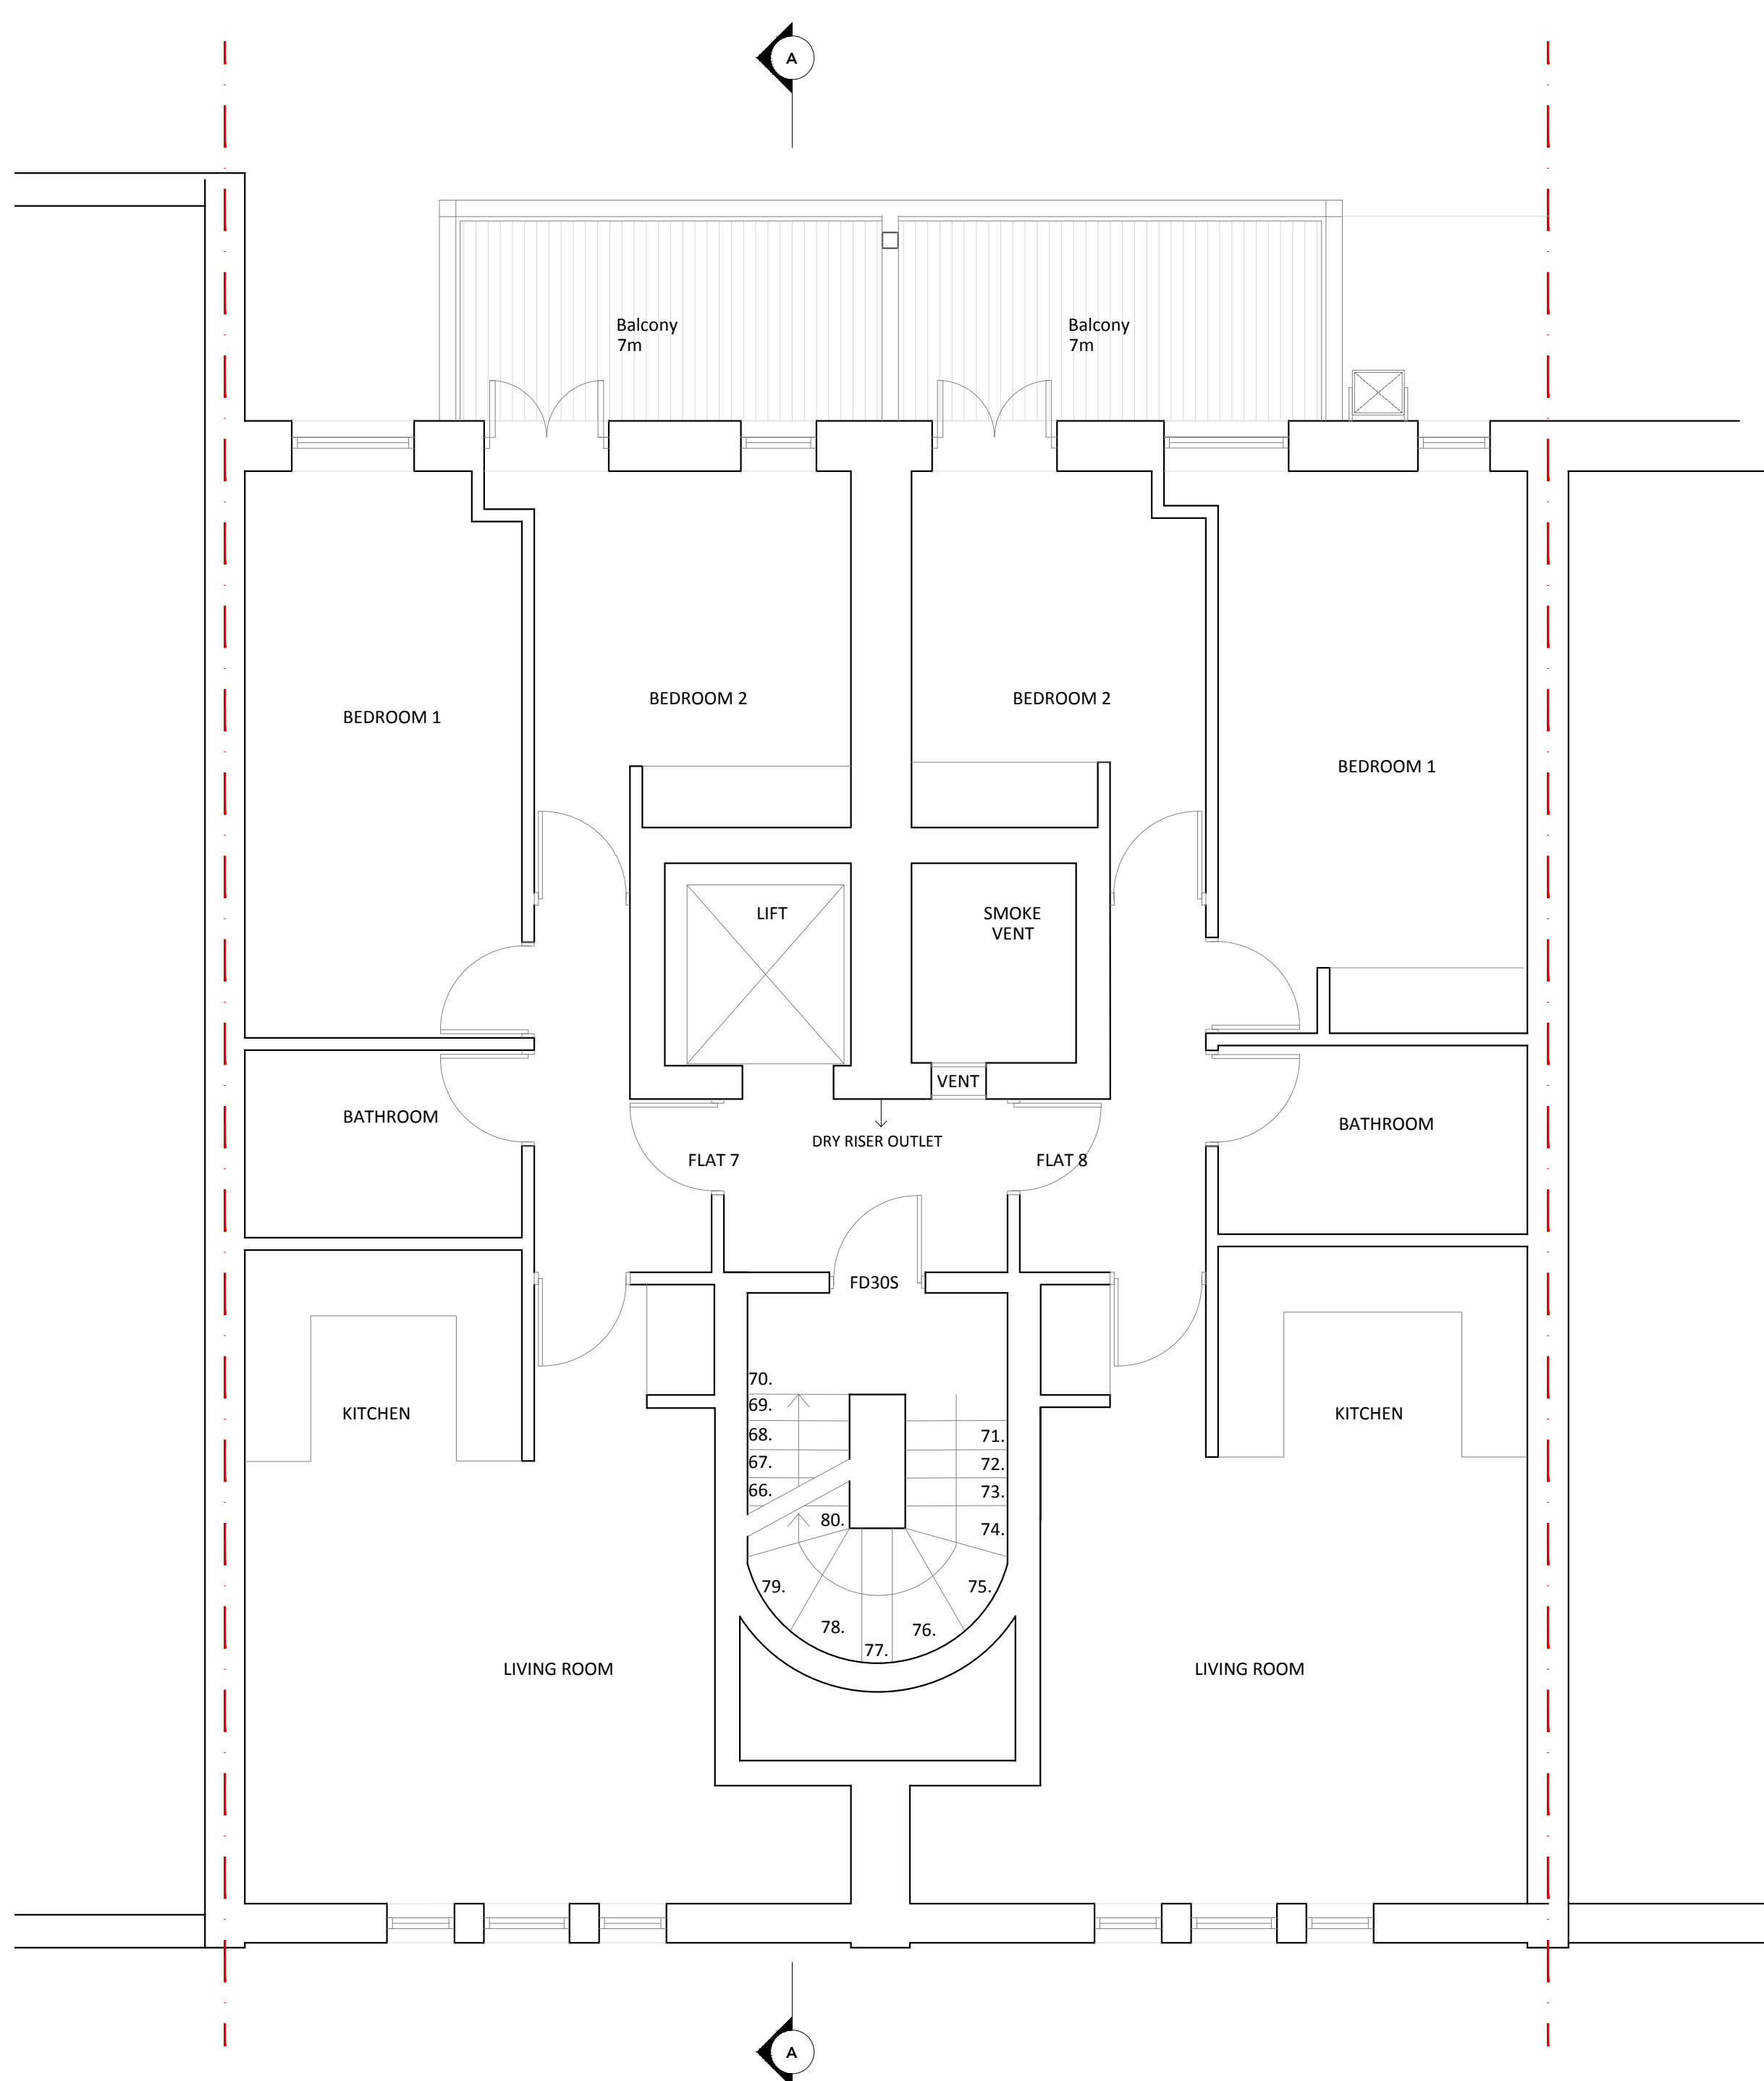 A
Balcony
7m
Balcony
7m
BEDROOM 1
BEDROOM 2
BEDROOM 2
BEDROOM 1
LIFT
SMOKE
VENT
VENT
BATHROOM
DRY RISER OUTLET
BATHROOM
FLAT 7
FLAT 8
FD30S
KITCHEN
KITCHEN
70.
69.
68.
67.
66.
71.
72.
73.
74.
80.
79.
75.
78.
76.
77.
LIVING ROOM
LIVING ROOM
A